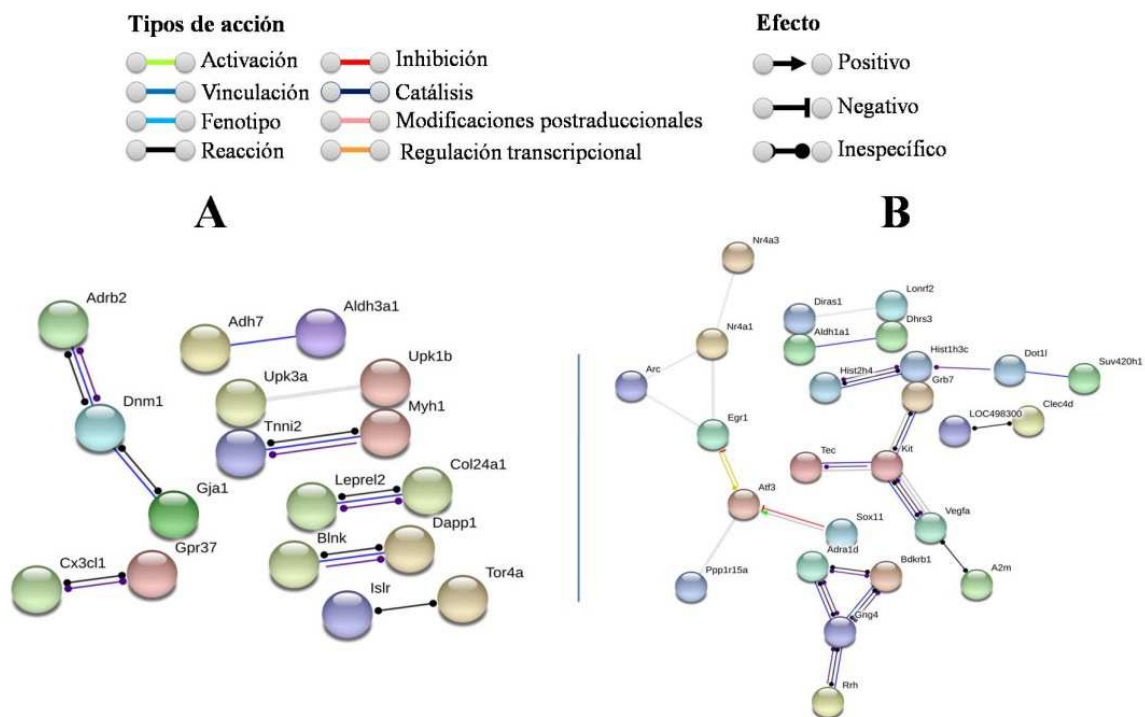 Tipos de acción
Activación
Vinculación
Fenotipo
Reacción
Inhibición
Catálisis
Modificaciones postraduccionales
Regulación transcripcional
Efecto
Positivo
Negativo
Inespecífico
A
Adrb2
Dnm1
Gja1
Gpr37
Cx3cl1
Adh7
Aldh3a1
Upk3a
Upk1b
Tnni2
Myh1
Leprel2
Col24a1
Blnk
Dapp1
Islr
Tor4a
B
Nr4a3
Nr4a1
Arc
Egr1
Atf3
Sox11
Ppp1r15a
Diras1
Lonrf2
Aldh1a1
Dhrs3
Hist2h4
Hist1h3c
Dot1l
Suv420h1
Grb7
LOC498300
Clec4d
Tec
Kit
Vegfa
A2m
Adra1d
Bdkrb1
Gng4
Rrh